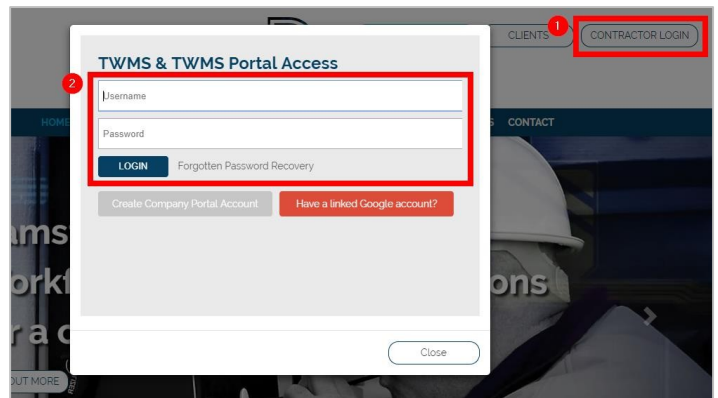 CLIENTS
1
CONTRACTOR LOGIN
TWMS & TWMS Portal Access
2
Username
Password
HOME
CONTACT
LOGIN
Forgotten Password Recovery
Create Company Portal Account
Have a linked Google account?
ons
Close
OUT MORE